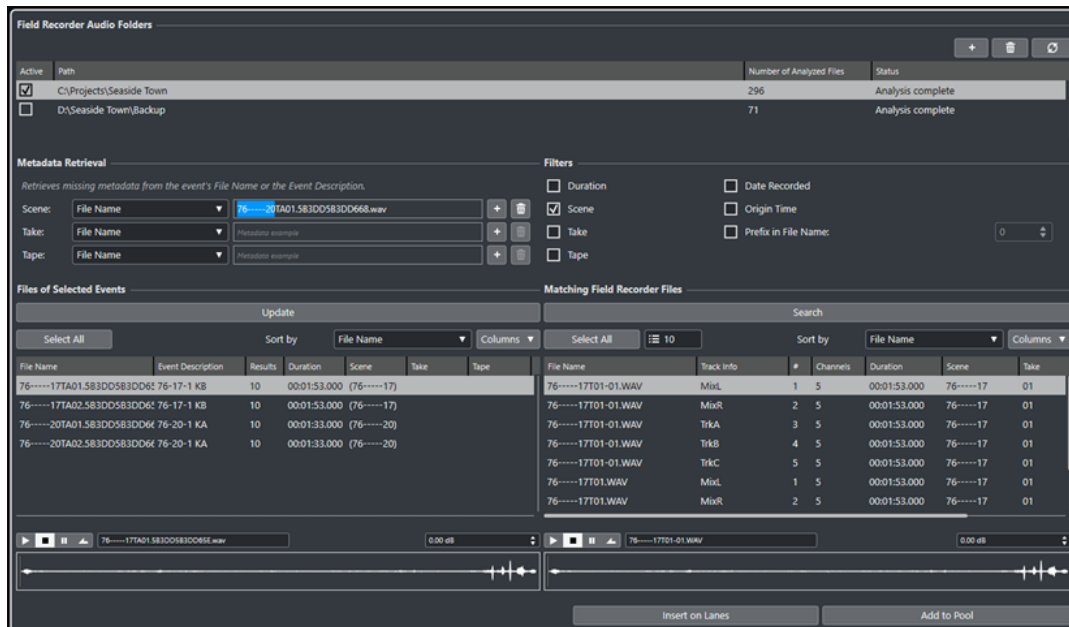 Field Recorder Audio Folders
Active Path Number of Analyzed Files Status
C:\Projects\Seaside Town 296 Analysis complete
D:\Seaside Town\Backup 71 Analysis complete
Metadata Retrieval
Retrieves missing metadata from the event's File Name or the Event Description.
Scene: File Name 76-----20TA01.5B3DD5B3DD668.wav
Take: File Name Metadata example
Tape: File Name Metadata example
Filters
Duration Date Recorded
Scene Origin Time
Take Prefix in File Name: 0
Tape
Files of Selected Events
Update
Select All Sort by File Name Columns
File Name Event Description Results Duration Scene Take Tape
76-----17TA01.5B3DD5B3DD65 76-17-1 KB 10 00:01:53.000 (76-----17)
76-----17TA02.5B3DD5B3DD65 76-17-1 KB 10 00:01:53.000 (76-----17)
76-----20TA01.5B3DD5B3DD66 76-20-1 KA 10 00:01:33.000 (76-----20)
76-----20TA02.5B3DD5B3DD66 76-20-1 KA 10 00:01:33.000 (76-----20)
76-----17TA01.5B3DD5B3DD65E.wav 0.00 dB
Matching Field Recorder Files
Search
Select All 10 Sort by File Name Columns
File Name Track Info # Channels Duration Scene Take
76-----17T01-01.WAV MixL 1 5 00:01:53.000 76-----17 01
76-----17T01-01.WAV MixR 2 5 00:01:53.000 76-----17 01
76-----17T01-01.WAV TrkA 3 5 00:01:53.000 76-----17 01
76-----17T01-01.WAV TrkB 4 5 00:01:53.000 76-----17 01
76-----17T01-01.WAV TrkC 5 5 00:01:53.000 76-----17 01
76-----17T01.WAV MixL 1 5 00:01:53.000 76-----17 01
76-----17T01.WAV MixR 2 5 00:01:53.000 76-----17 01
76-----17T01-01.WAV 0.00 dB
Insert on Lanes Add to Pool